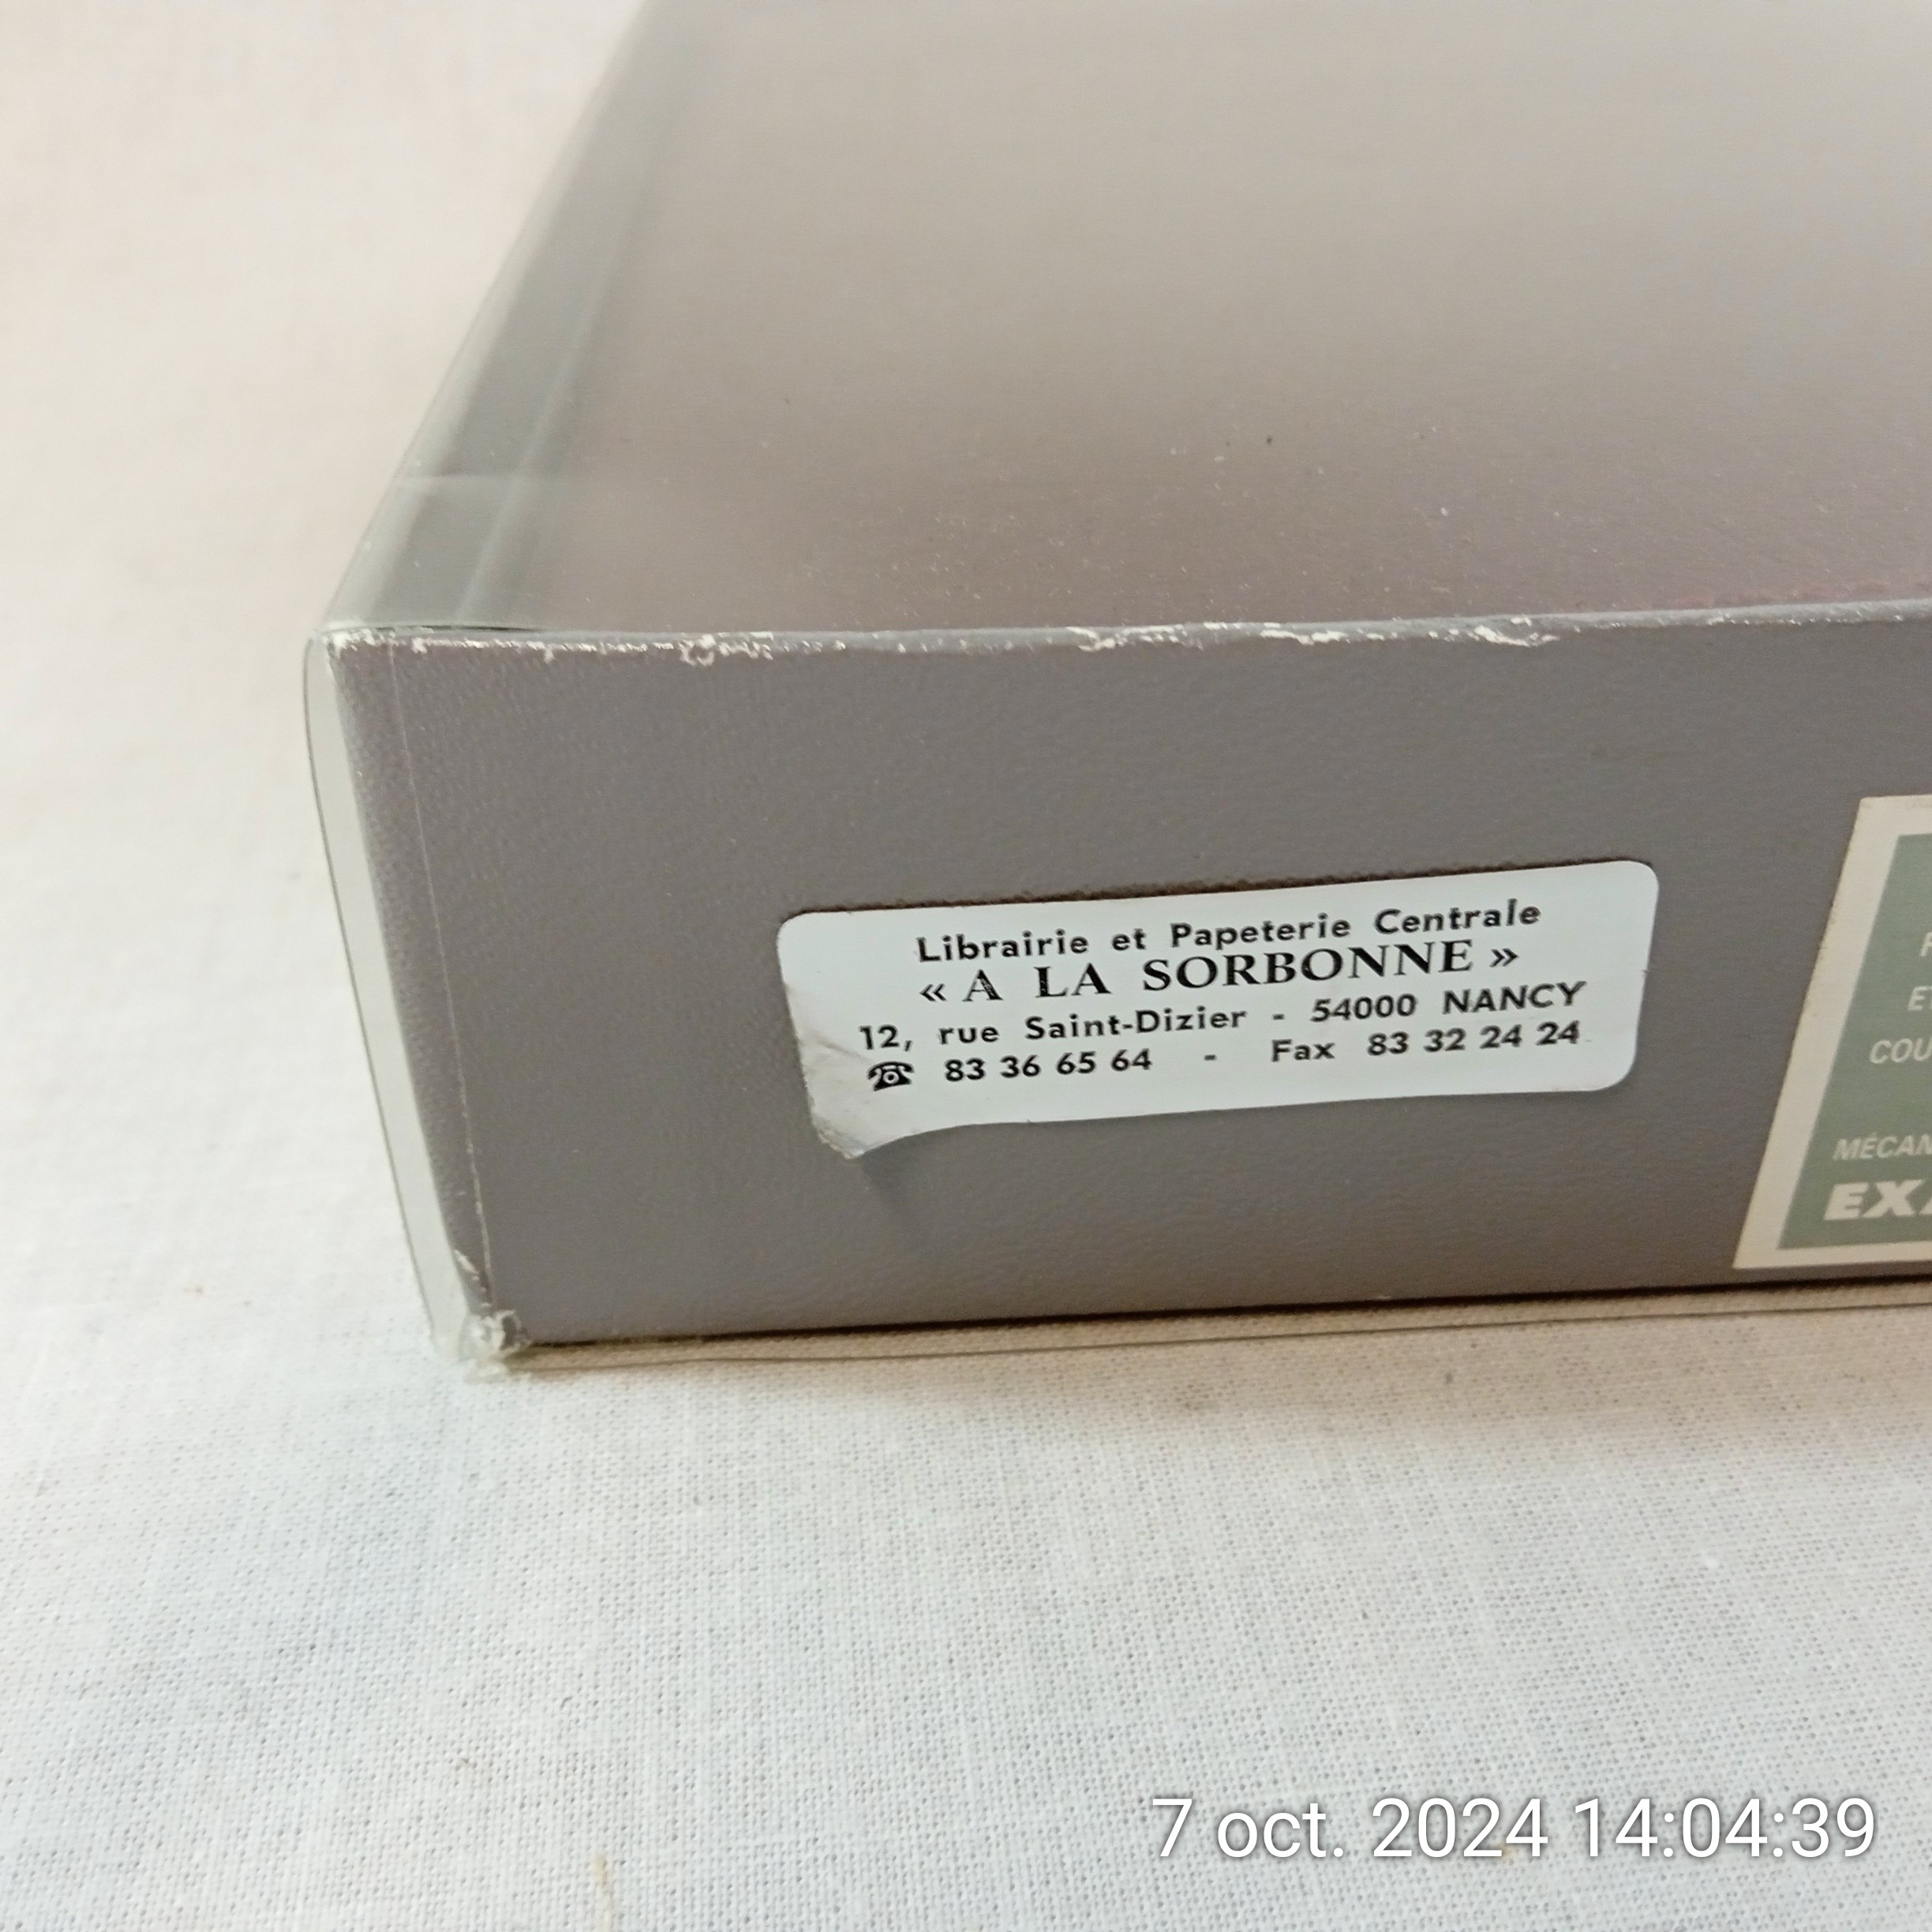 Librairie et Papeterie Centrale
« A LA SORBONNE »
12, rue Saint-Dizier - 54000 NANCY
☎ 83 36 65 64 - Fax 83 32 24 24
7 oct. 2024 14:04:39